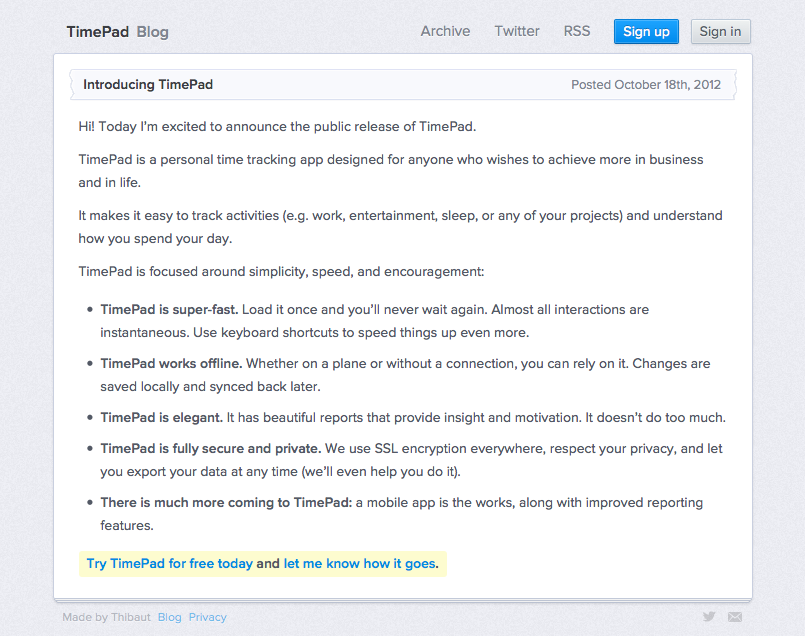 TimePad Blog Archive Twitter RSS Sign up Sign in
Introducing TimePad Posted October 18th, 2012
Hi! Today I’m excited to announce the public release of TimePad.
TimePad is a personal time tracking app designed for anyone who wishes to achieve more in business
and in life.
It makes it easy to track activities (e.g. work, entertainment, sleep, or any of your projects) and understand
how you spend your day.
TimePad is focused around simplicity, speed, and encouragement:
• TimePad is super-fast. Load it once and you’ll never wait again. Almost all interactions are
instantaneous. Use keyboard shortcuts to speed things up even more.
• TimePad works offline. Whether on a plane or without a connection, you can rely on it. Changes are
saved locally and synced back later.
• TimePad is elegant. It has beautiful reports that provide insight and motivation. It doesn’t do too much.
• TimePad is fully secure and private. We use SSL encryption everywhere, respect your privacy, and let
you export your data at any time (we’ll even help you do it).
• There is much more coming to TimePad: a mobile app is the works, along with improved reporting
features.
Try TimePad for free today and let me know how it goes.
Made by Thibaut Blog Privacy